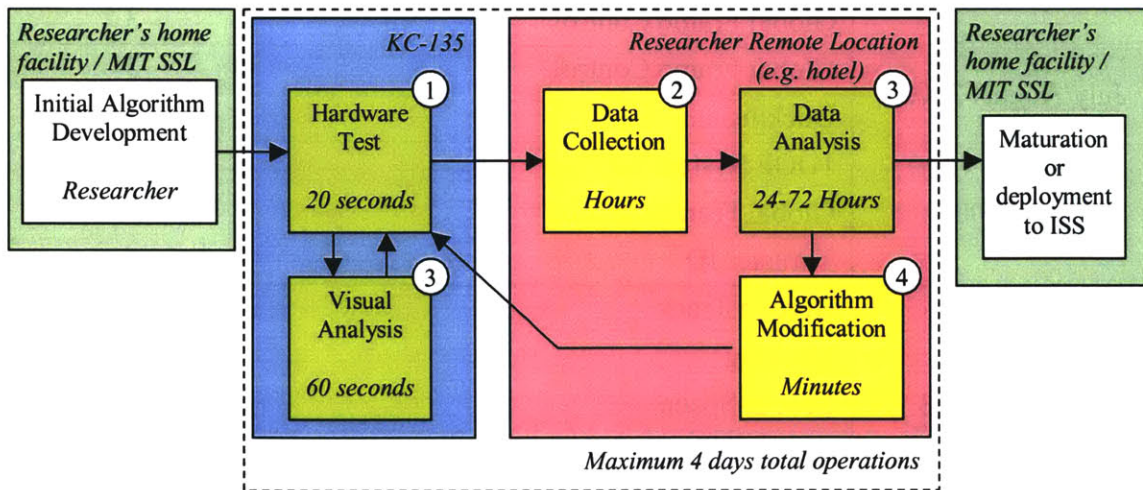 Researcher's home
facility / MIT SSL
Initial Algorithm
Development
Researcher
KC-135
1
Hardware
Test
20 seconds
3
Visual
Analysis
60 seconds
Researcher Remote Location
(e.g. hotel)
2
Data
Collection
Hours
3
Data
Analysis
24-72 Hours
4
Algorithm
Modification
Minutes
Researcher's
home facility /
MIT SSL
Maturation
or
deployment
to ISS
Maximum 4 days total operations